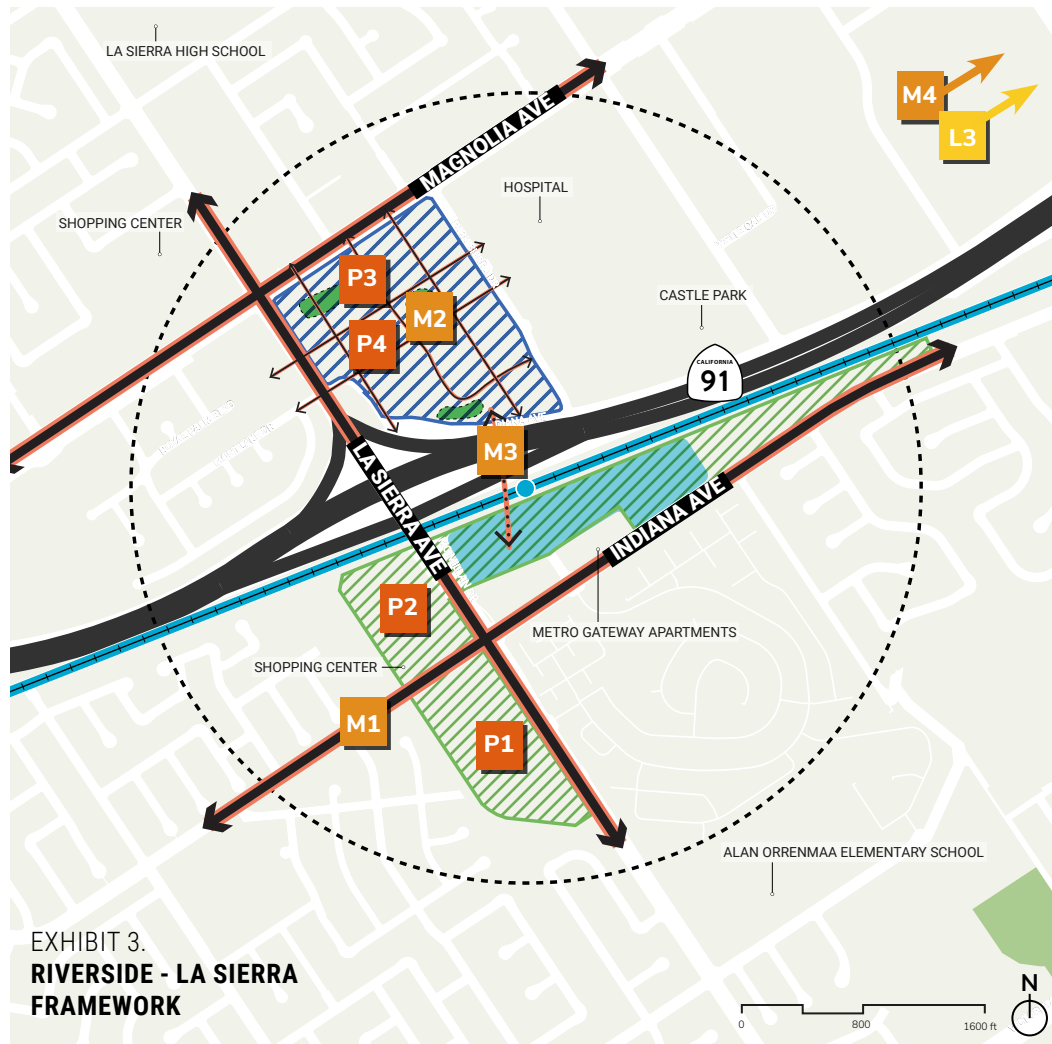 LA SIERRA HIGH SCHOOL
M4
L3
MAGNOLIA AVE
HOSPITAL
SHOPPING CENTER
P3
M2
P4
CASTLE PARK
CALIFORNIA
91
M3
LA SIERRA AVE
INDIANA AVE
P2
METRO GATEWAY APARTMENTS
SHOPPING CENTER
M1
P1
ALAN ORRENMAA ELEMENTARY SCHOOL
EXHIBIT 3.
RIVERSIDE - LA SIERRA
FRAMEWORK
N
0
800
1600 ft